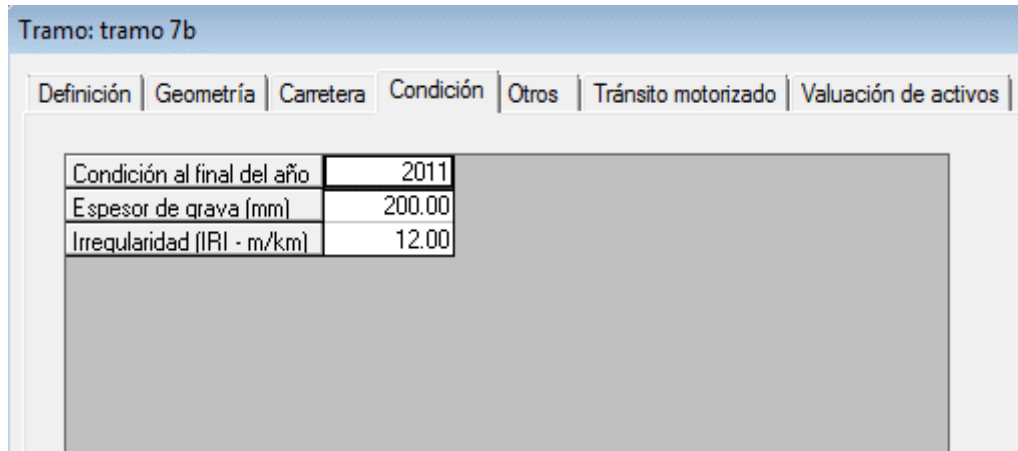 Tramo: tramo 7b
Definición Geometría Carretera Condición Otros Tránsito motorizado Valuación de activos
Condición al final del año 2011
Espesor de grava (mm) 200.00
Irregularidad (IRI - m/km) 12.00